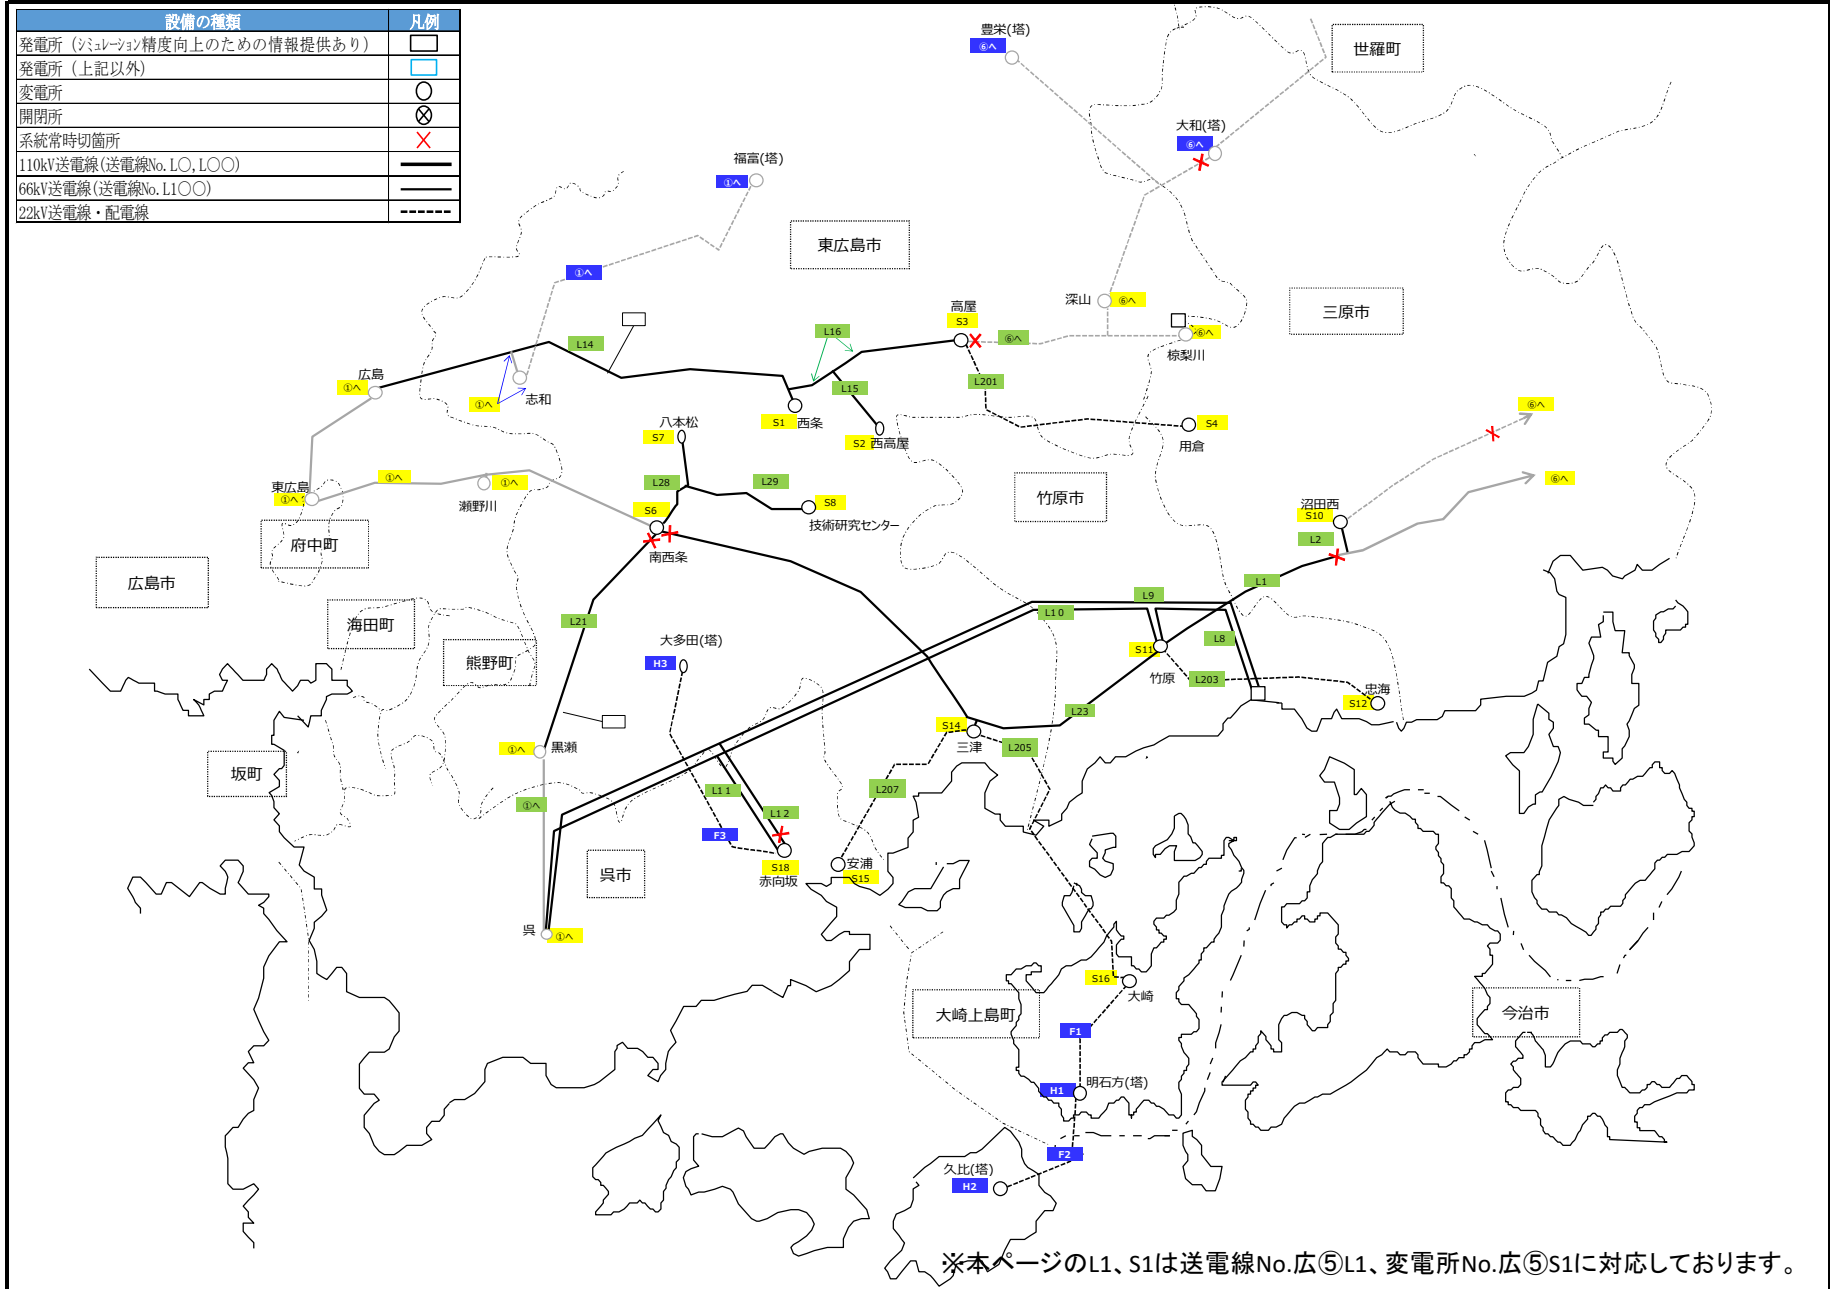 設備の種類 凡例
発電所（ｼﾐｭﾚｰｼｮﾝ精度向上のための情報提供あり）
発電所（上記以外）
変電所
開閉所
系統常時切箇所
110kV送電線(送電線No.L〇,L〇〇)
66kV送電線(送電線No.L1〇〇)
22kV送電線・配電線
豊栄(塔)
⑥へ
世羅町
大和(塔)
⑥へ
福富(塔)
①へ
東広島市
①へ
深山
⑥へ
三原市
高屋
S3
⑥へ
⑥へ
椋梨川
L16
L14
広島
①へ
志和
①へ
L15
L201
S1
西条
S2
西高屋
S4
用倉
⑥へ
八本松
S7
東広島
①へ
①へ
瀬野川
①へ
L28
L29
S8
技術研究センター
竹原市
⑥へ
沼田西
S10
L2
S6
南西条
府中町
広島市
海田町
熊野町
L21
L1
L9
L10
L8
大多田(塔)
H3
S11
竹原
L203
忠海
S12
L23
S14
三津
L205
①へ
黒瀬
坂町
①へ
L11
L12
L207
F3
S18
赤向坂
安浦
S15
呉市
呉
①へ
S16
大崎
大崎上島町
今治市
F1
H1
明石方(塔)
F2
久比(塔)
H2
※本ページのL1、S1は送電線No.広⑤L1、変電所No.広⑤S1に対応しております。